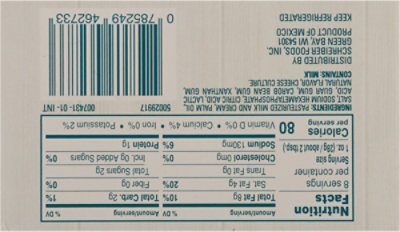 Nutrition
Facts
8 servings
per container
Serving size
1 oz (28g) (about 2 tbsp.)
Calories
per serving 80
Amount/serving % DV
Total Fat 8g 10%
Sat. Fat 4g 20%
Trans Fat 0g
Cholesterol 0mg 0%
Sodium 130mg 6%
Amount/serving % DV
Total Carb. 2g 1%
Fiber 0g 0%
Total Sugars 2g
Incl. 0g Added Sugars 0%
Protein 1g
Vitamin D 0% • Calcium 4% • Iron 0% • Potassium 2%
INGREDIENTS: PASTEURIZED MILK AND CREAM, PALM OIL,
SALT, SODIUM HEXAMETAPHOSPHATE, CITRIC ACID, LACTIC
ACID, GUAR GUM, CAROB BEAN GUM, XANTHAN GUM,
NATURAL FLAVOR, CHEESE CULTURE.
CONTAINS: MILK
DISTRIBUTED BY
SCHREIBER FOODS, INC.
GREEN BAY, WI 54301
PRODUCT OF MEXICO
KEEP REFRIGERATED
50029917
007431-01 INT
0 785249 462733